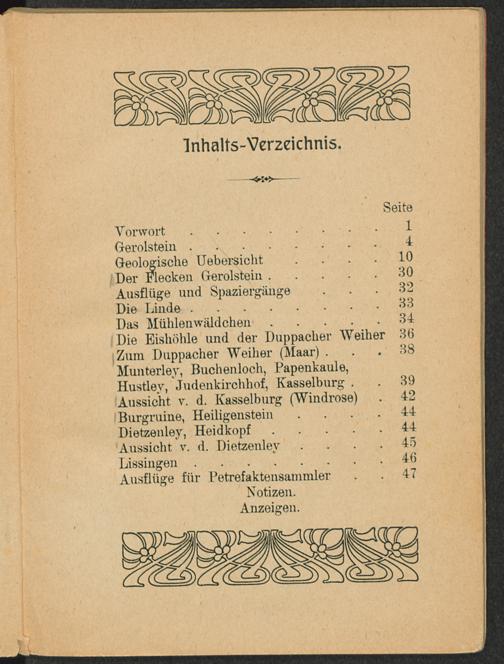 Inhalts-Verzeichnis.
Seite
Vorwort . . . . . . . . 1
Gerolstein . . . . . . . . 4
Geologische Uebersicht . . . . 10
Der Flecken Gerolstein . . . . . 30
Ausflüge und Spaziergänge . . . 32
Die Linde . . . . . . . . 33
Das Mühlenwäldchen . . . . . 34
Die Eishöhle und der Duppacher Weiher 36
Zum Duppacher Weiher (Maar) . . . 38
Munterley, Buchenloch, Papenkaule,
Hustley, Judenkirchhof, Kasselburg . . 39
Aussicht v. d. Kasselburg (Windrose) . 42
Burgruine, Heiligenstein . . . . 44
Dietzenley, Heidkopf . . . . . 44
Aussicht v. d. Dietzenley . . . . 45
Lissingen . . . . . . . . 46
Ausflüge für Petrefaktensammler . . 47
Notizen.
Anzeigen.